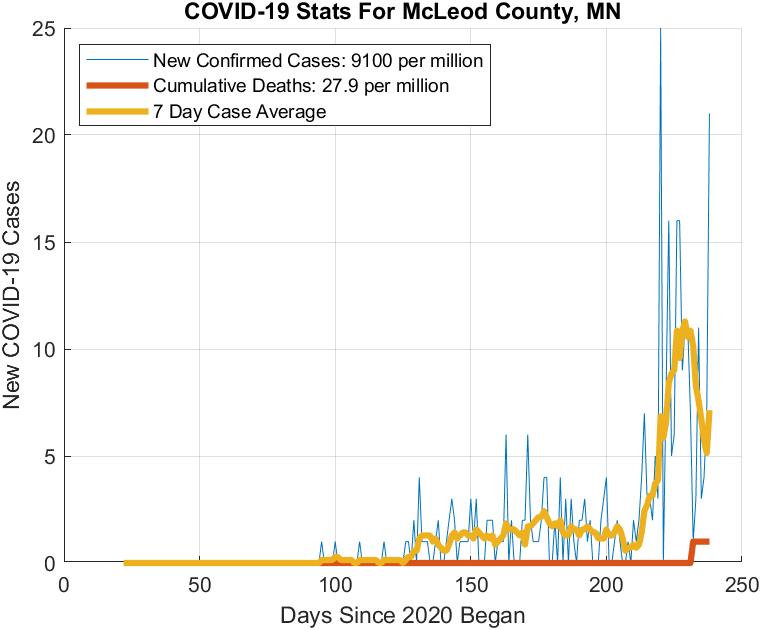 COVID-19 Stats For McLeod County, MN
New Confirmed Cases: 9100 per million
Cumulative Deaths: 27.9 per million
7 Day Case Average
New COVID-19 Cases
25
20
15
10
5
0
0 50 100 150 200 250
Days Since 2020 Began